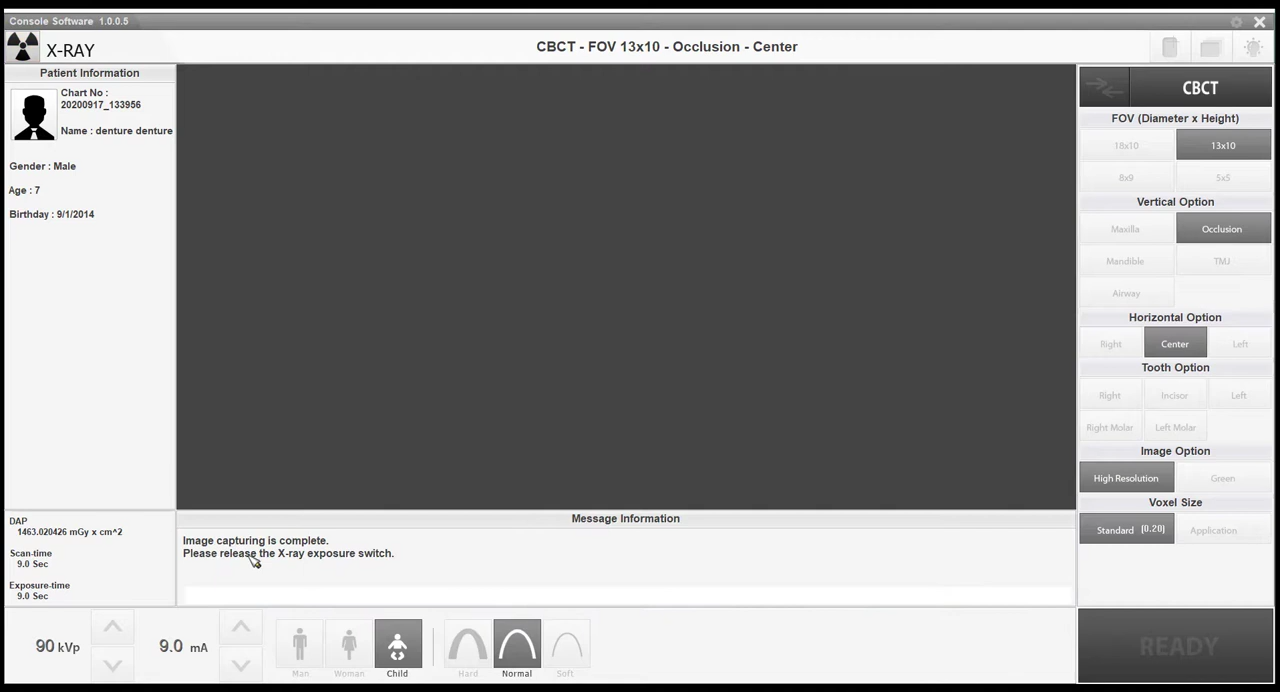 Console Software 1.0.0.5
X-RAY
CBCT - FOV 13x10 - Occlusion - Center
Patient Information
Chart No :
20200917_133956
Name : denture denture
Gender : Male
Age : 7
Birthday : 9/1/2014
CBCT
FOV (Diameter x Height)
18x10 13x10
8x9 5x5
Vertical Option
Maxilla Occlusion
Mandible TMJ
Airway
Horizontal Option
Right Center Left
Tooth Option
Right Incisor Left
Right Molar Left Molar
Image Option
High Resolution Green
Voxel Size
Standard (0.20) Application
DAP
1463.020426 mGy x cm^2
Scan-time
9.0 Sec
Exposure-time
9.0 Sec
Message Information
Image capturing is complete.
Please release the X-ray exposure switch.
90 kVp 9.0 mA
Man Woman Child Hard Normal Soft
READY